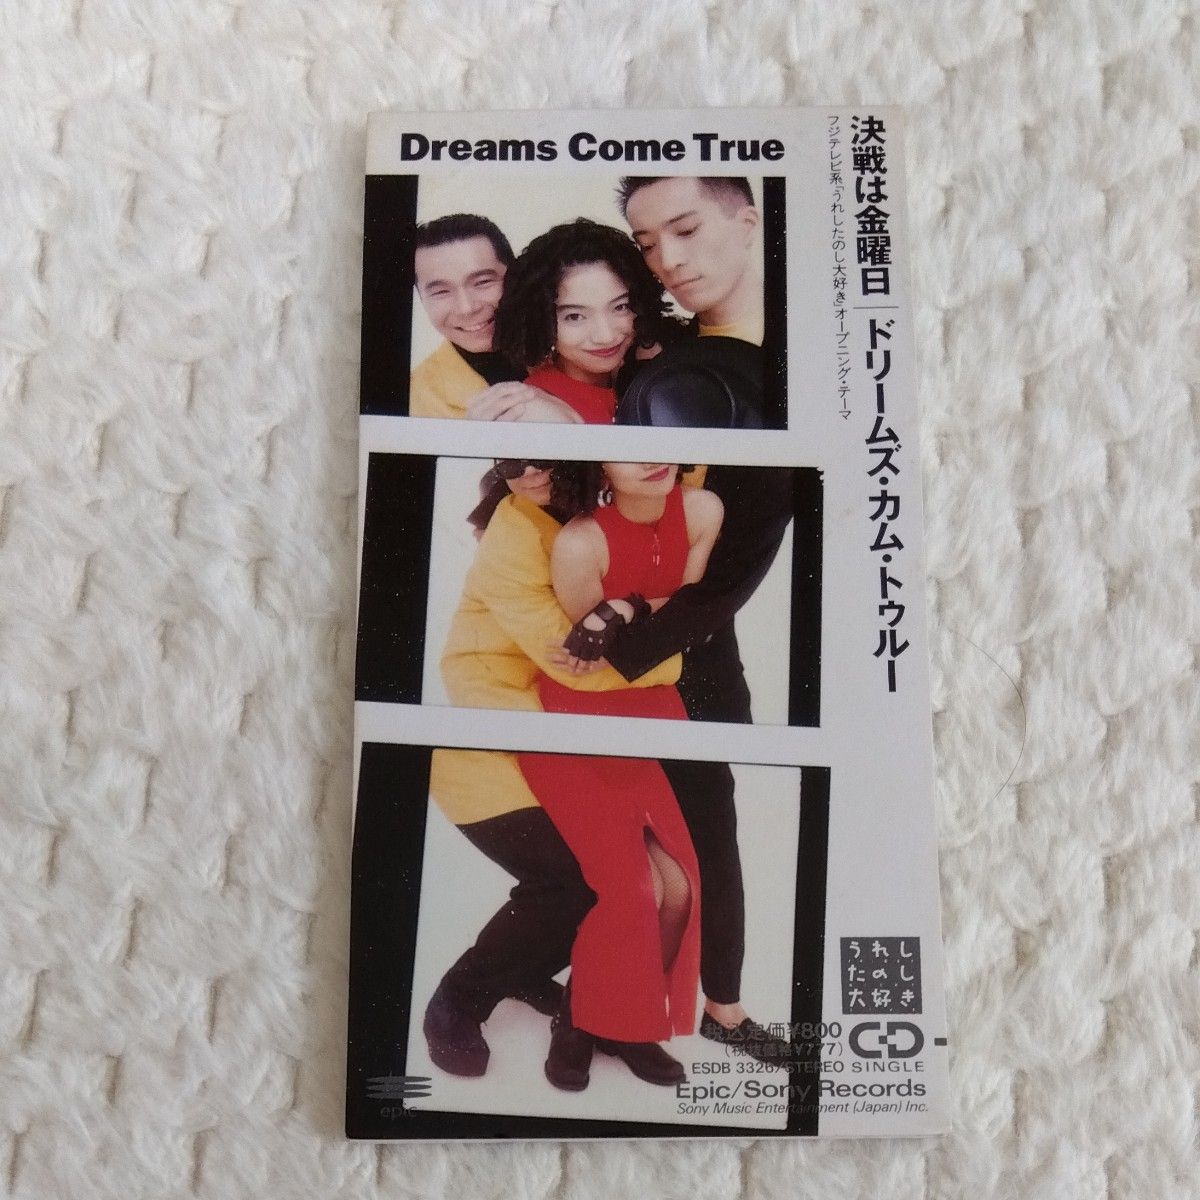 Dreams Come True
決戦は金曜日|ドリームズ・カム・トゥルー
フジテレビ系「うれしたのし大好き」オープニング・テーマ
うれし
たのし
大好き
税込定価¥800
(税抜価格¥777)
CD
ESDB 3326/STEREO SINGLE
Epic/Sony Records
Sony Music Entertainment (Japan) Inc.
epic